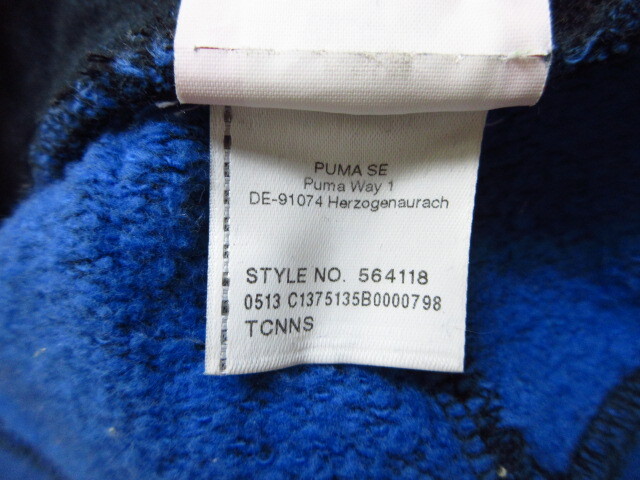 PUMA SE
Puma Way 1
DE-91074 Herzogenaurach
STYLE NO. 564118
0513 C1375135B0000798
TCNNS